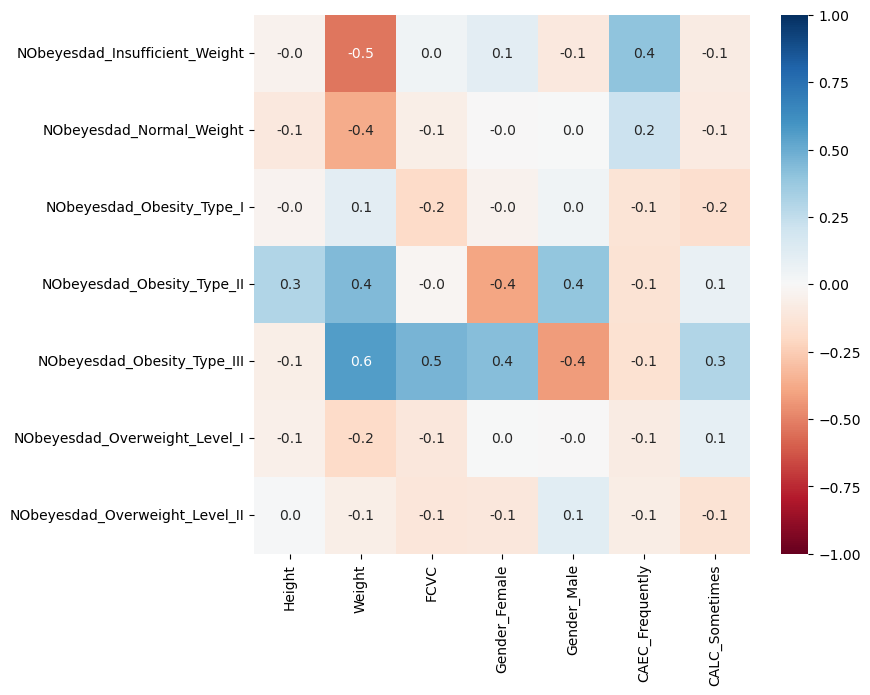 NObeyesdad_Insufficient_Weight -0.0 -0.5 0.0 0.1 -0.1 0.4 -0.1
NObeyesdad_Normal_Weight -0.1 -0.4 -0.1 -0.0 0.0 0.2 -0.1
NObeyesdad_Obesity_Type_I -0.0 0.1 -0.2 -0.0 0.0 -0.1 -0.2
NObeyesdad_Obesity_Type_II 0.3 0.4 -0.0 -0.4 0.4 -0.1 0.1
NObeyesdad_Obesity_Type_III -0.1 0.6 0.5 0.4 -0.4 -0.1 0.3
NObeyesdad_Overweight_Level_I -0.1 -0.2 -0.1 0.0 -0.0 -0.1 0.1
NObeyesdad_Overweight_Level_II 0.0 -0.1 -0.1 -0.1 0.1 -0.1 -0.1
Height
Weight
FCVC
Gender_Female
Gender_Male
CAEC_Frequently
CALC_Sometimes
1.00
0.75
0.50
0.25
0.00
−0.25
−0.50
−0.75
−1.00